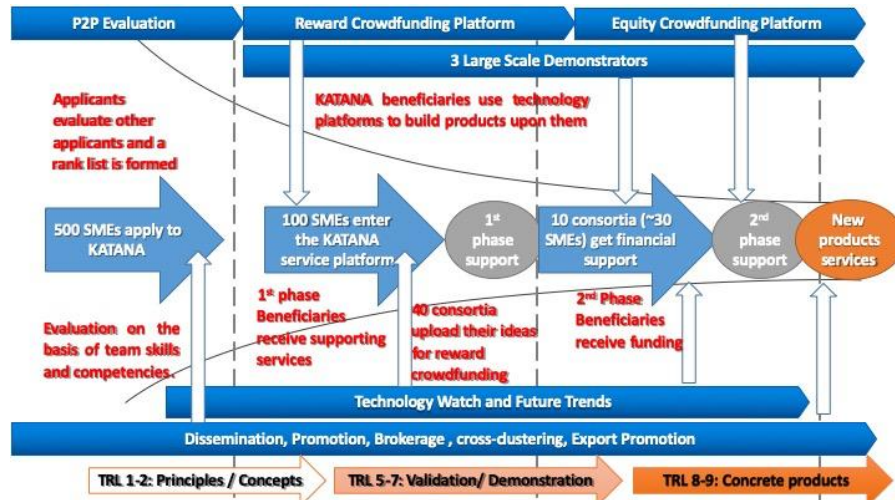 P2P Evaluation
Reward Crowdfunding Platform
Equity Crowdfunding Platform
3 Large Scale Demonstrators
Applicants
evaluate other
applicants and a
rank list is formed
KATANA beneficiaries use technology
platforms to build products upon them
500 SMEs apply to
KATANA
100 SMEs enter
the KATANA
service platform
1st
phase
support
10 consortia (~30
SMEs) get financial
support
2nd
phase
support
New
products
services
Evaluation on the
basis of team skills
and competencies.
1st phase
Beneficiaries
receive supporting
services
40 consortia
upload their ideas
for reward
crowdfunding
2nd Phase
Beneficiaries
receive funding
Technology Watch and Future Trends
Dissemination, Promotion, Brokerage , cross-clustering, Export Promotion
TRL 1-2: Principles / Concepts
TRL 5-7: Validation/ Demonstration
TRL 8-9: Concrete products